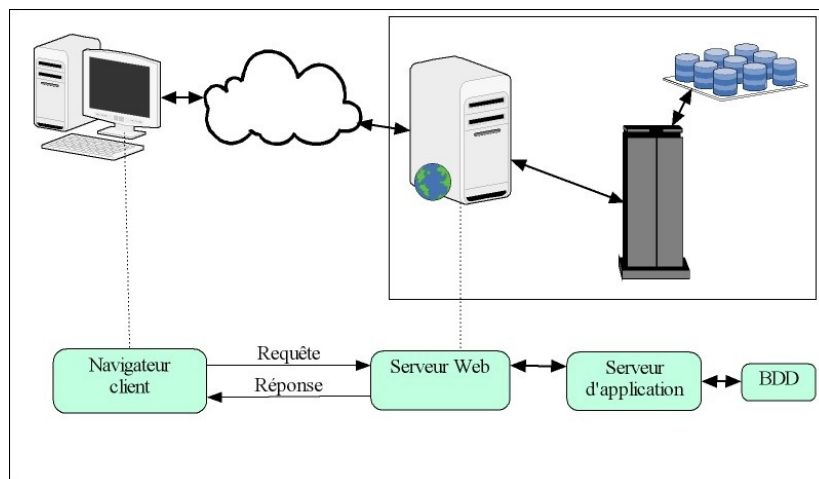 Navigateur
client
Requête
Réponse
Serveur Web
Serveur
d'application
BDD